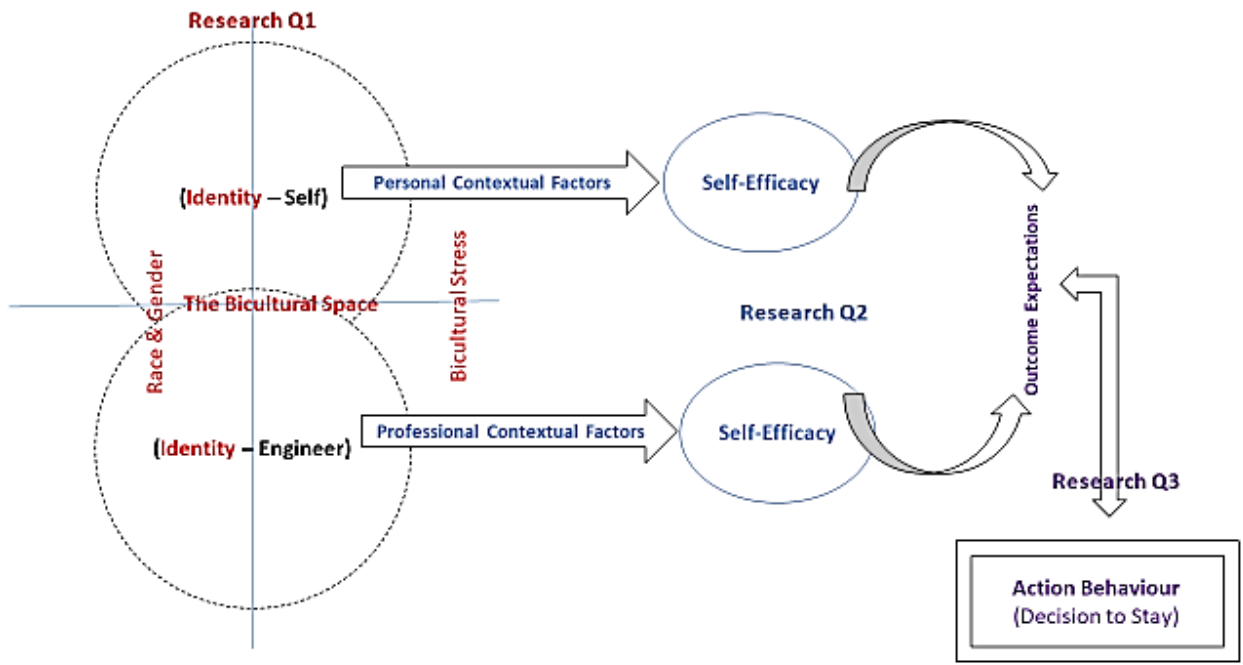 Research Q1
(Identity – Self)
Personal Contextual Factors
Self-Efficacy
Race & Gender
The Bicultural Space
Bicultural Stress
Research Q2
Outcome Expectations
(Identity – Engineer)
Professional Contextual Factors
Self-Efficacy
Research Q3
Action Behaviour
(Decision to Stay)